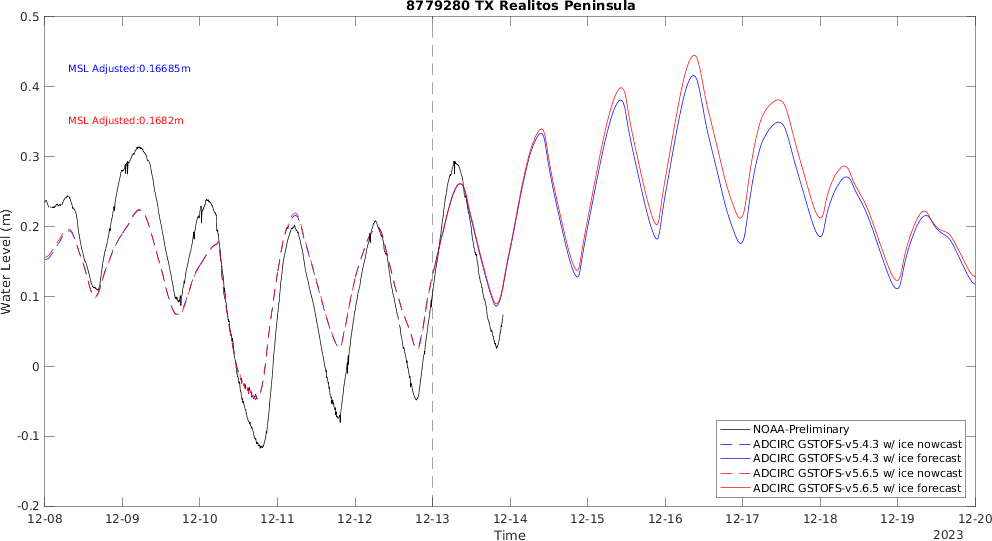 8779280 TX Realitos Peninsula
0.5
0.4
0.3
0.2
0.1
0
-0.1
-0.2
Water Level (m)
MSL Adjusted:0.16685m
MSL Adjusted:0.1682m
NOAA-Preliminary
ADCIRC GSTOFS-v5.4.3 w/ ice nowcast
ADCIRC GSTOFS-v5.4.3 w/ ice forecast
ADCIRC GSTOFS-v5.6.5 w/ ice nowcast
ADCIRC GSTOFS-v5.6.5 w/ ice forecast
12-08 12-09 12-10 12-11 12-12 12-13 12-14 12-15 12-16 12-17 12-18 12-19 12-20
Time
2023